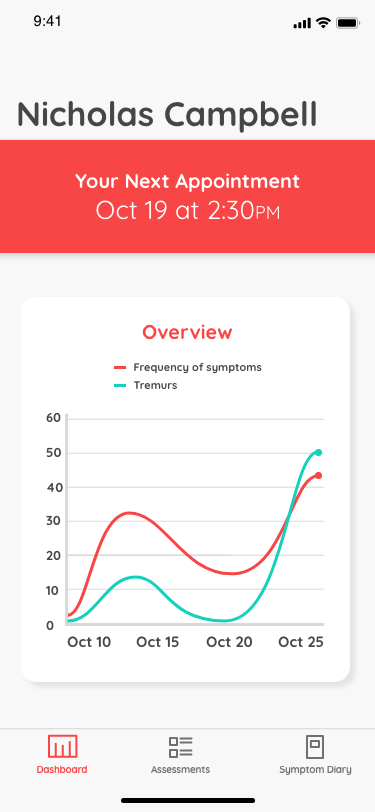 9:41
Nicholas Campbell
Your Next Appointment
Oct 19 at 2:30PM
Overview
Frequency of symptoms
Tremurs
60
50
40
30
20
10
0
Oct 10 Oct 15 Oct 20 Oct 25
Dashboard Assessments Symptom Diary